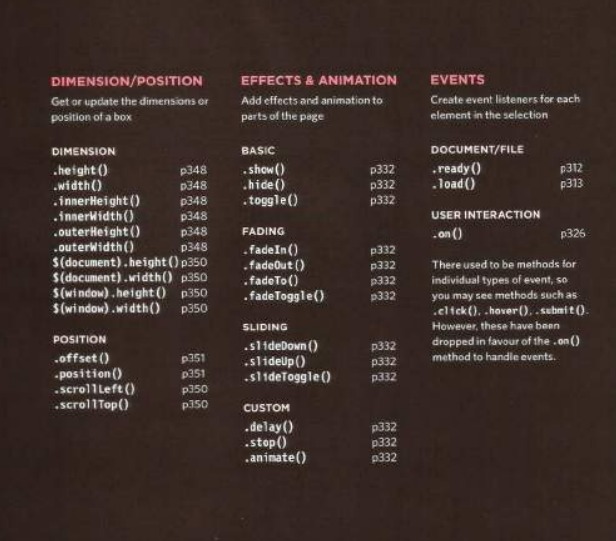 DIMENSION/POSITION
Get or update the dimensions or
position of a box
DIMENSION
.height() p348
.width() p348
.innerHeight() p348
.innerWidth() p348
.outerHeight() p348
.outerWidth() p348
$(document).height() p350
$(document).width() p350
$(window).height() p350
$(window).width() p350
POSITION
.offset() p351
.position() p351
.scrollLeft() p350
.scrollTop() p350
EFFECTS & ANIMATION
Add effects and animation to
parts of the page
BASIC
.show() p332
.hide() p332
.toggle() p332
FADING
.fadeIn() p332
.fadeOut() p332
.fadeTo() p332
.fadeToggle() p332
SLIDING
.slideDown() p332
.slideUp() p332
.slideToggle() p332
CUSTOM
.delay() p332
.stop() p332
.animate() p332
EVENTS
Create event listeners for each
element in the selection
DOCUMENT/FILE
.ready() p312
.load() p313
USER INTERACTION
.on() p326
There used to be methods for
individual types of event, so
you may see methods such as
.click(), .hover(), .submit().
However, these have been
dropped in favour of the .on()
method to handle events.